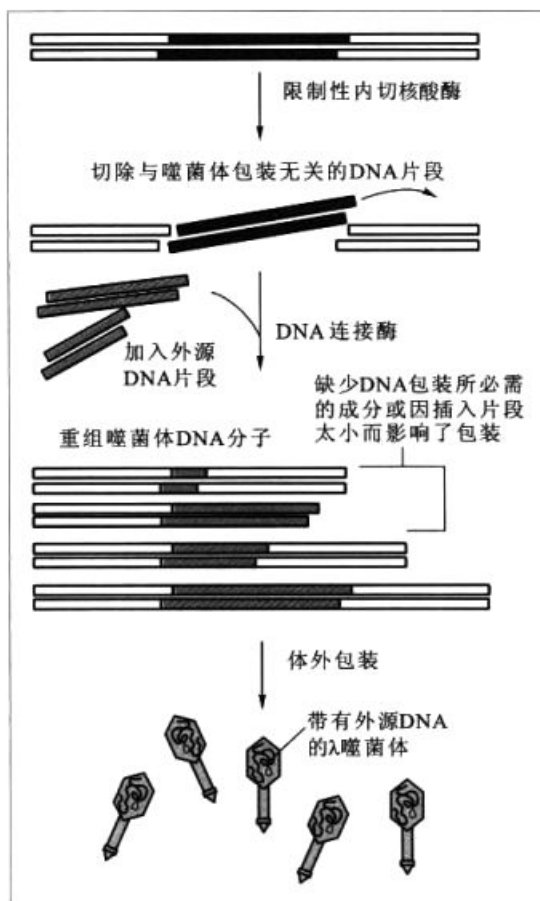 限制性内切核酸酶
切除与噬菌体包装无关的DNA片段
DNA连接酶
加入外源
DNA片段
缺少DNA包装所必需
的成分或因插入片段
太小而影响了包装
重组噬菌体DNA分子
体外包装
带有外源DNA
的λ噬菌体